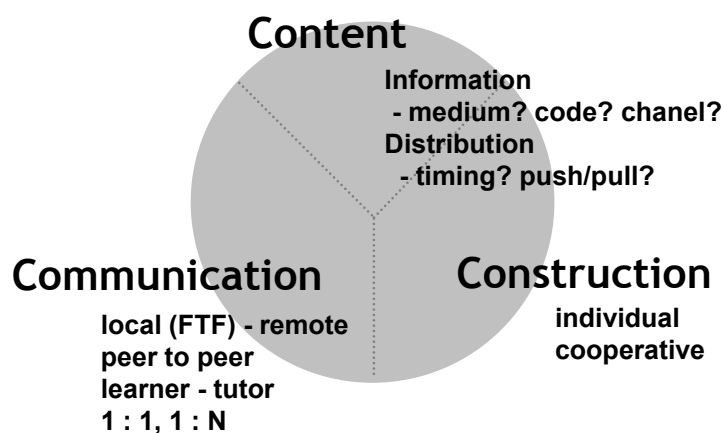 Content
Information
- medium? code? chanel?
Distribution
- timing? push/pull?
Communication
local (FTF) - remote
peer to peer
learner - tutor
1 : 1, 1 : N
Construction
individual
cooperative